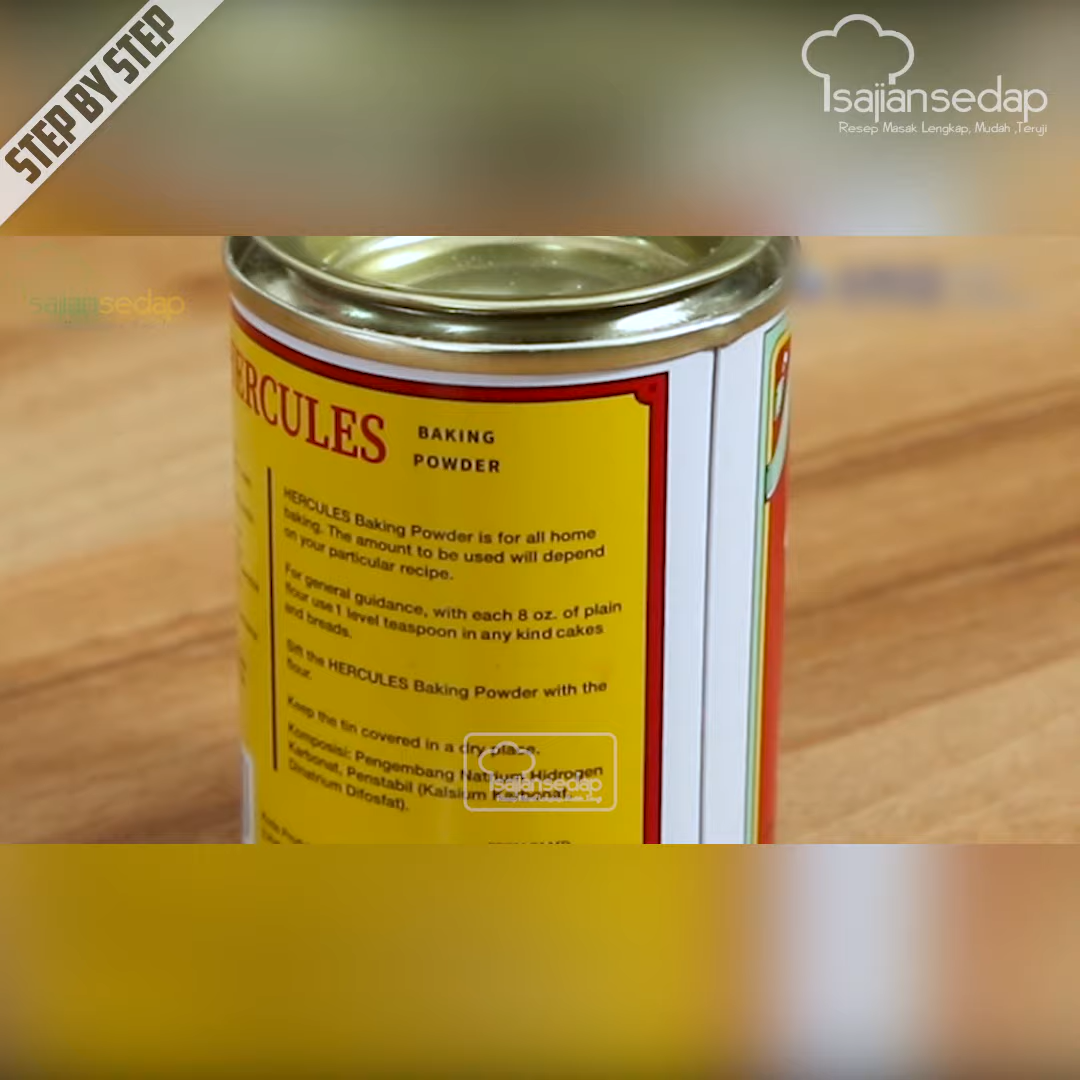 STEP BY STEP
sajiansedap
Resep Masak Lengkap, Mudah ,Teruji
sajiansedap
HERCULES
BAKING
POWDER
HERCULES Baking Powder is for all home
baking. The amount to be used will depend
on your particular recipe.
For general guidance, with each 8 oz. of plain
flour use 1 level teaspoon in any kind cakes
and breads.
Sift the HERCULES Baking Powder with the
flour.
Keep the tin covered in a dry place.
Komposisi: Pengembang Natrium Hidrogen
Karbonat, Penstabil (Kalsium Karbonat,
Dinatrium Difosfat).
sajiansedap